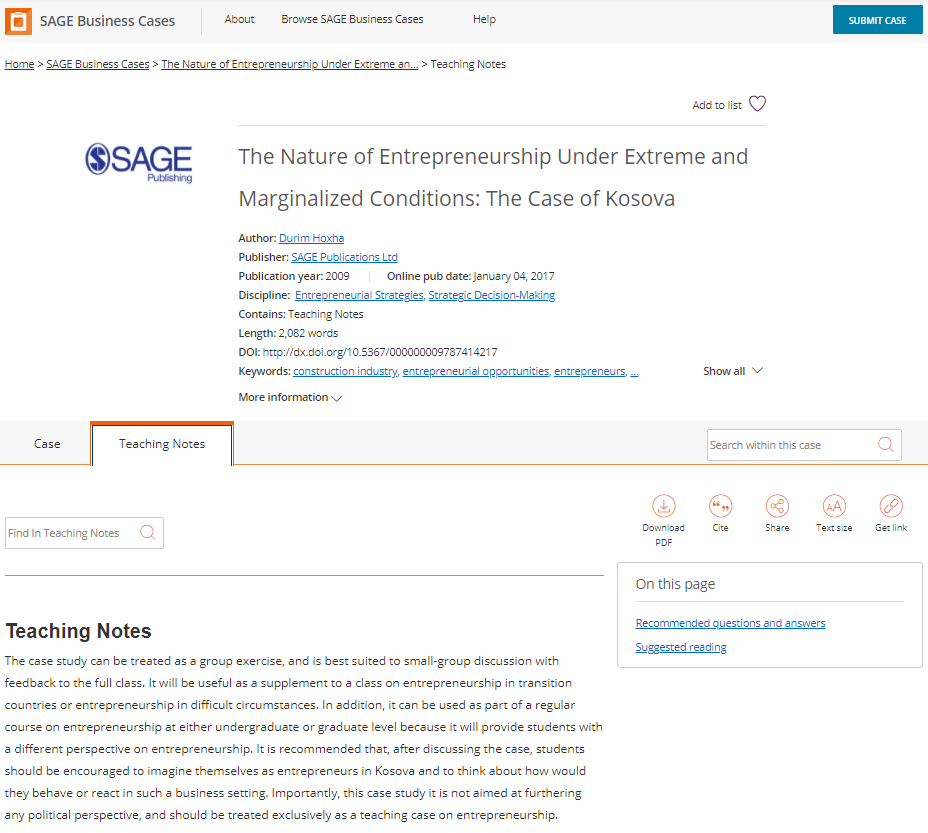 SAGE Business Cases
About
Browse SAGE Business Cases
Help
SUBMIT CASE
Home > SAGE Business Cases > The Nature of Entrepreneurship Under Extreme an... > Teaching Notes
Add to list
SAGE
Publishing
The Nature of Entrepreneurship Under Extreme and
Marginalized Conditions: The Case of Kosova
Author: Durim Hoxha
Publisher: SAGE Publications Ltd
Publication year: 2009 | Online pub date: January 04, 2017
Discipline: Entrepreneurial Strategies, Strategic Decision-Making
Contains: Teaching Notes
Length: 2,082 words
DOI: http://dx.doi.org/10.5367/000000009787414217
Keywords: construction industry, entrepreneurial opportunities, entrepreneurs, ...
Show all
More information
Case
Teaching Notes
Search within this case
Find In Teaching Notes
Download
PDF
Cite
Share
AA
Text size
Get link
On this page
Recommended questions and answers
Suggested reading
Teaching Notes
The case study can be treated as a group exercise, and is best suited to small-group discussion with
feedback to the full class. It will be useful as a supplement to a class on entrepreneurship in transition
countries or entrepreneurship in difficult circumstances. In addition, it can be used as part of a regular
course on entrepreneurship at either undergraduate or graduate level because it will provide students with
a different perspective on entrepreneurship. It is recommended that, after discussing the case, students
should be encouraged to imagine themselves as entrepreneurs in Kosova and to think about how would
they behave or react in such a business setting. Importantly, this case study it is not aimed at furthering
any political perspective, and should be treated exclusively as a teaching case on entrepreneurship.